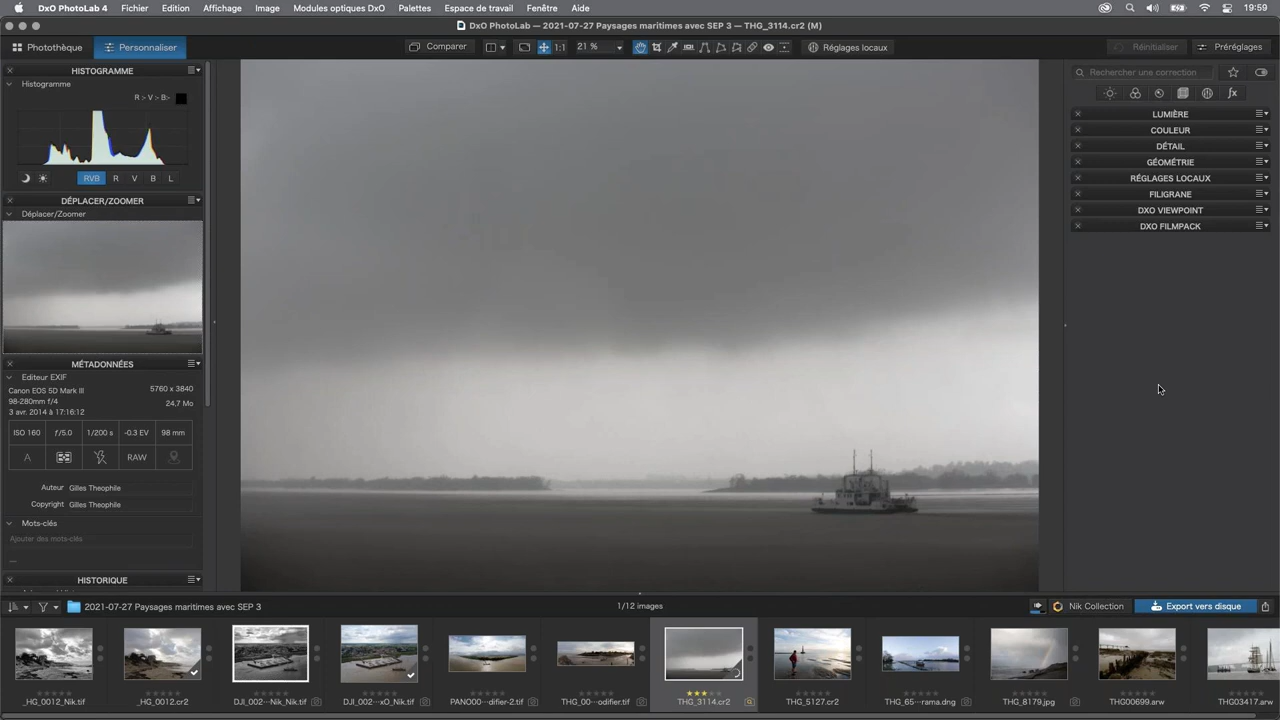 DxO PhotoLab 4 Fichier Edition Affichage Image Modules optiques DxO Palettes Espace de travail Fenêtre Aide 19:59
DxO PhotoLab 4 — 2021-07-27 Paysages maritimes avec SEP 3 — THG_3114.cr2 (M)
Photothèque Personnaliser Comparer 1:1 21 % Réglages locaux Réinitialiser Préréglages
HISTOGRAMME
Histogramme
R > V > B >
RVB R V B L
DÉPLACER/ZOOMER
Déplacer/Zoomer
MÉTADONNÉES
Editeur EXIF
Canon EOS 5D Mark III 5760 x 3840
98-280mm f/4
24,7 Mo
3 avr. 2014 à 17:16:12
ISO 160 ƒ/5.0 1/200 s -0.3 EV 98 mm
A RAW
Auteur Gilles Theophile
Copyright Gilles Theophile
Mots-clés
Ajouter des mots-clés
—
HISTORIQUE
Rechercher une correction
fx
LUMIÈRE
COULEUR
DÉTAIL
GÉOMÉTRIE
RÉGLAGES LOCAUX
FILIGRANE
DXO VIEWPOINT
DXO FILMPACK
2021-07-27 Paysages maritimes avec SEP 3 1/12 images Nik Collection Export vers disque
_HG_0012_Nik.tif _HG_0012.cr2 DJI_002···Nik_Nik.tif DJI_002···xO_Nik.tif PANO00···difier-2.tif THG_00···odifier.tif THG_3114.cr2 THG_5127.cr2 THG_65···rama.dng THG_8179.jpg THG00699.arw THG03417.arw